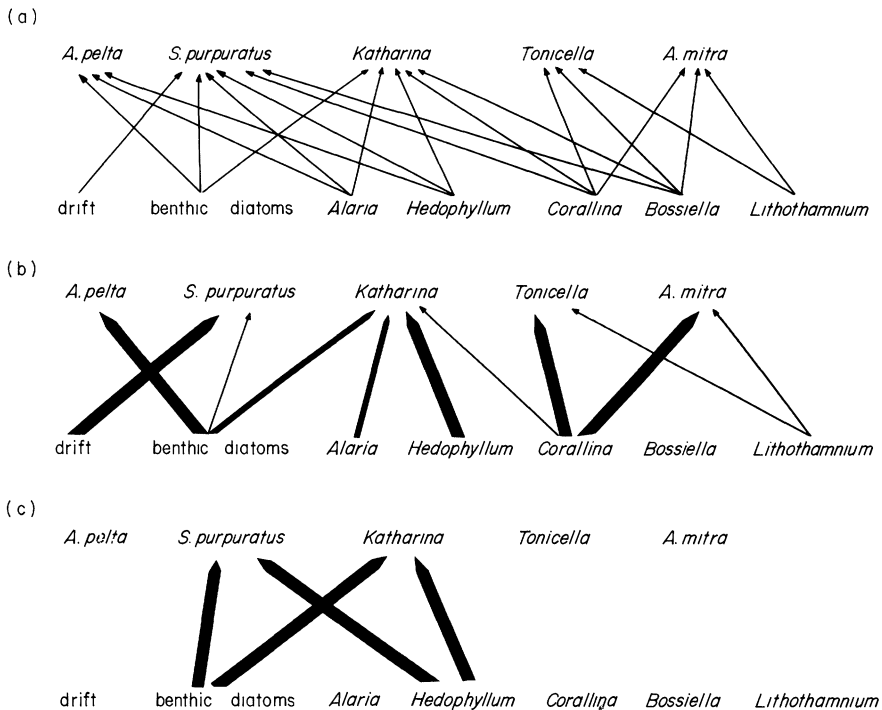 (a)
A. pelta S. purpuratus Katharina Tonicella A. mitra
drift benthic diatoms Alaria Hedophyllum Corallina Bossiella Lithothamnium
(b)
A. pelta S. purpuratus Katharina Tonicella A. mitra
drift benthic diatoms Alaria Hedophyllum Corallina Bossiella Lithothamnium
(c)
A. pelta S. purpuratus Katharina Tonicella A. mitra
drift benthic diatoms Alaria Hedophyllum Corallina Bossiella Lithothamnium